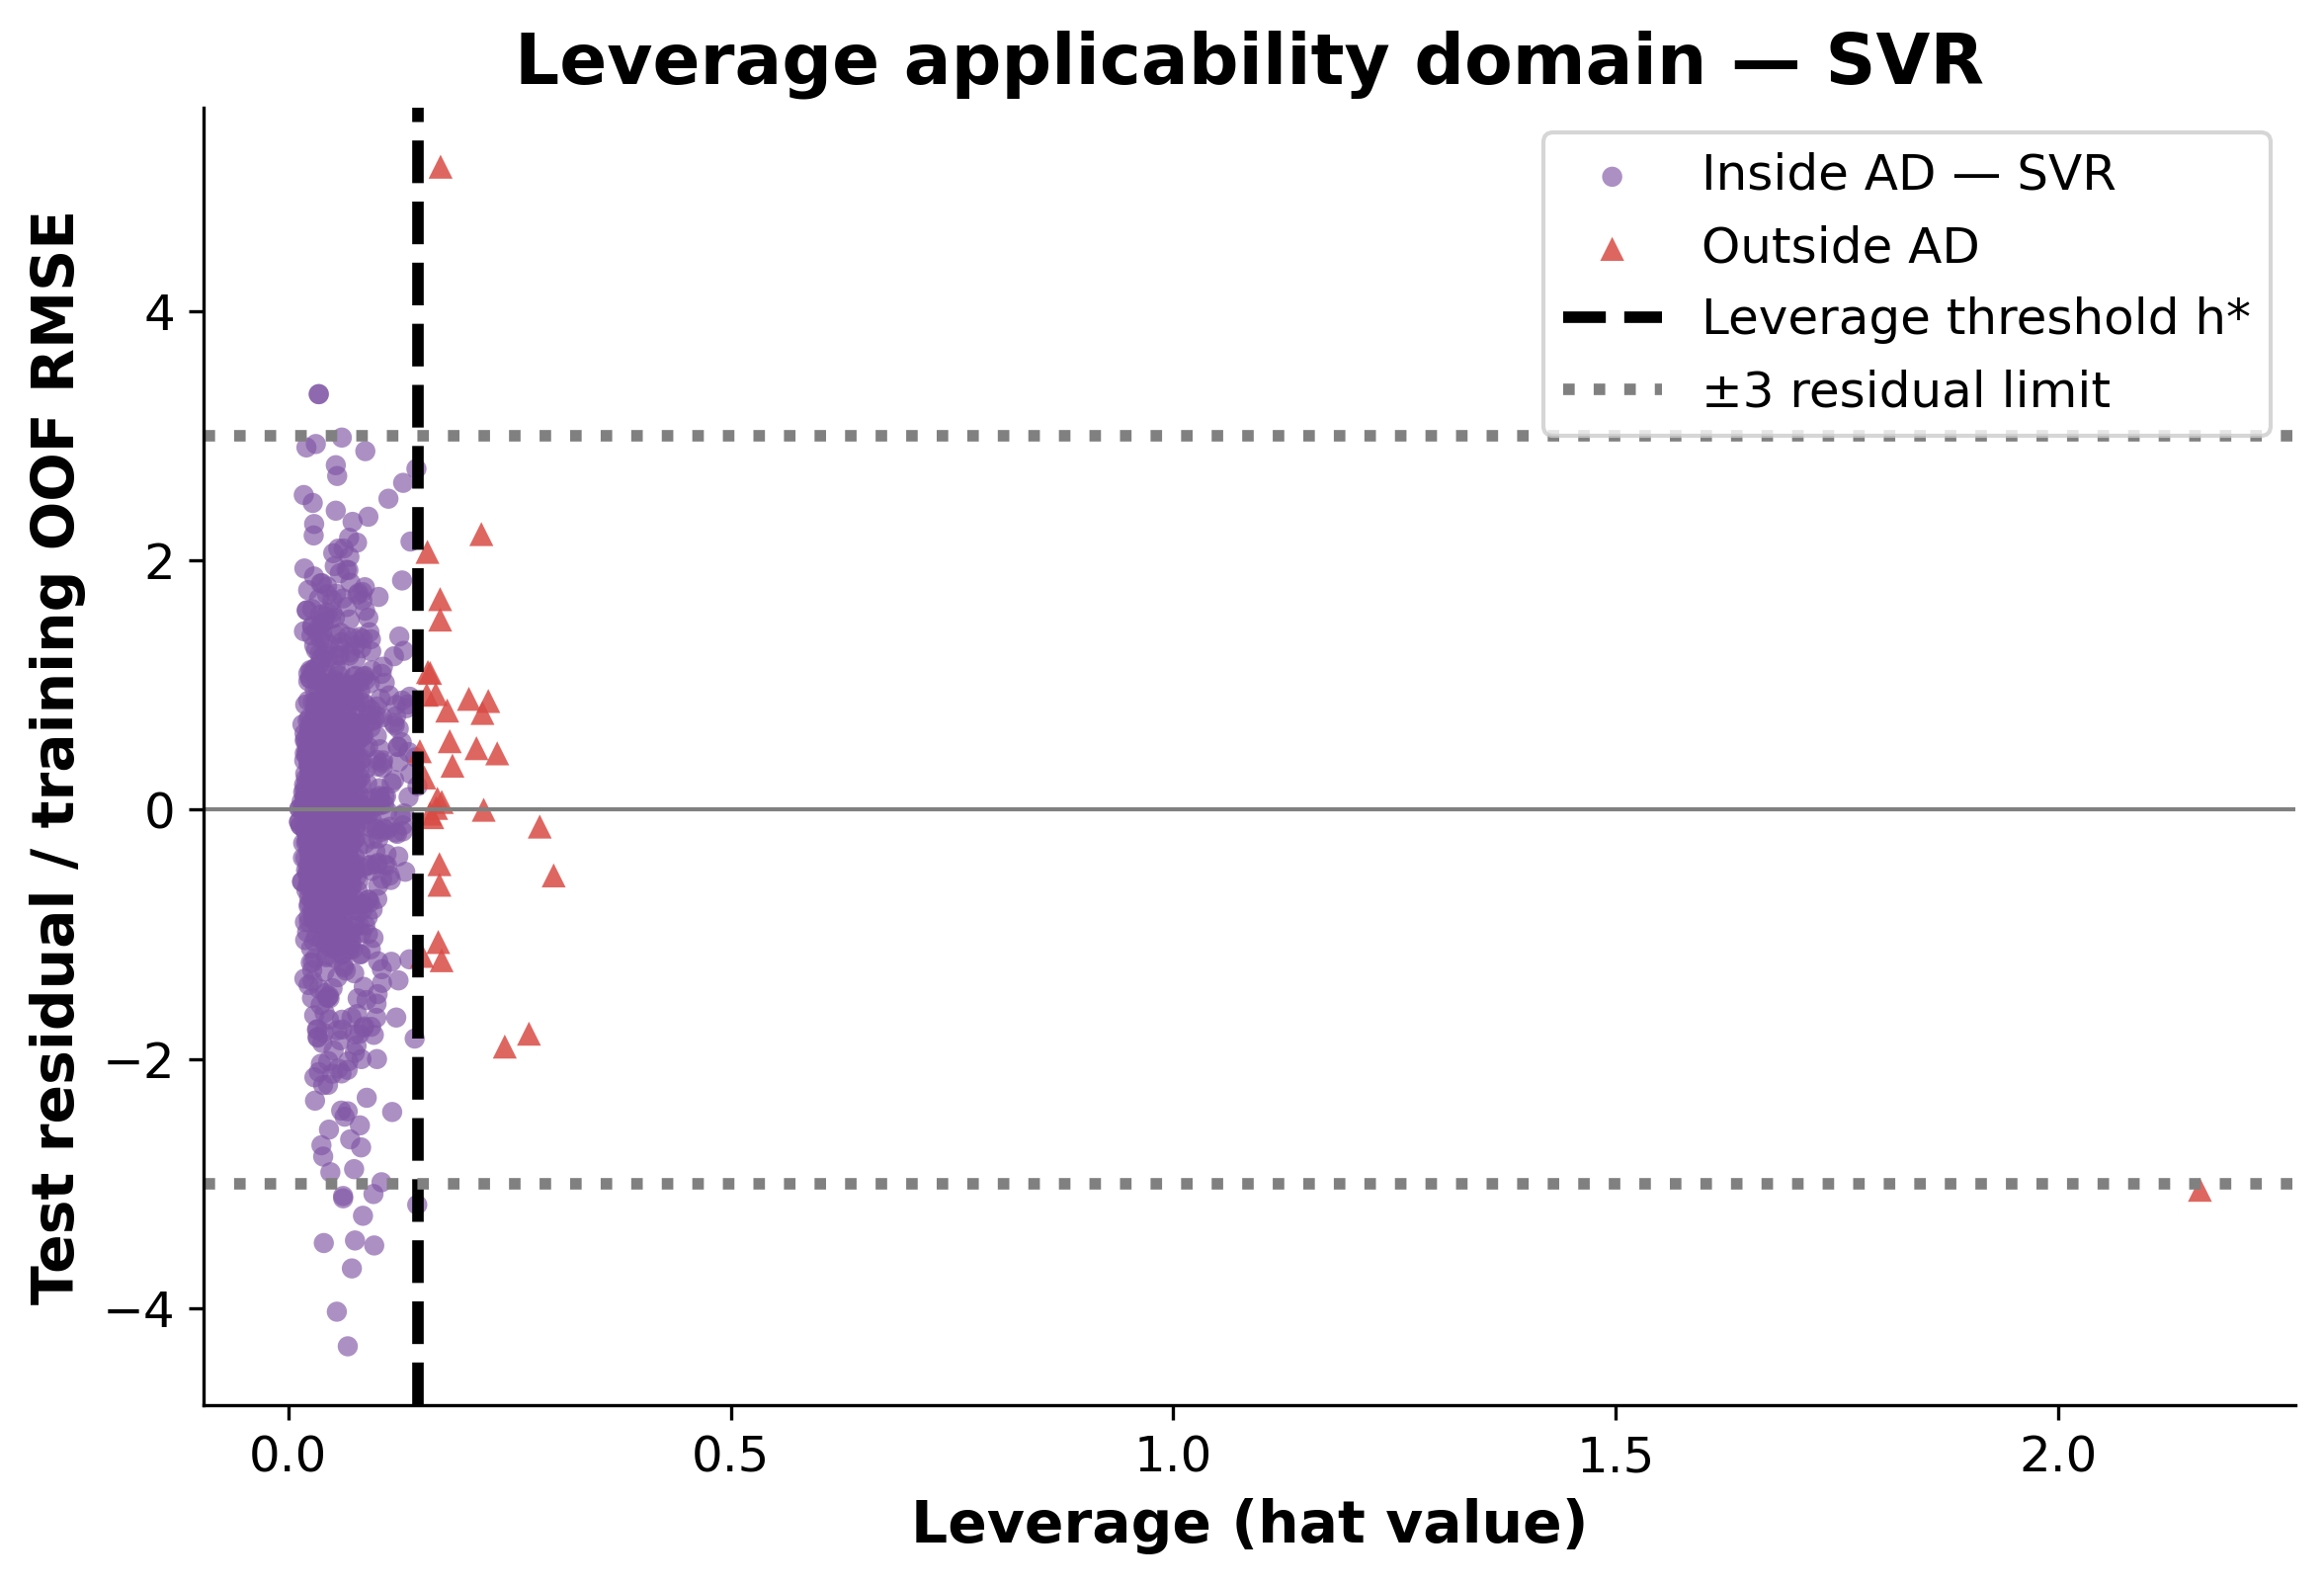 Leverage applicability domain — SVR
Test residual / training OOF RMSE
4
2
0
−2
−4
Inside AD — SVR
Outside AD
Leverage threshold h*
±3 residual limit
0.0 0.5 1.0 1.5 2.0
Leverage (hat value)